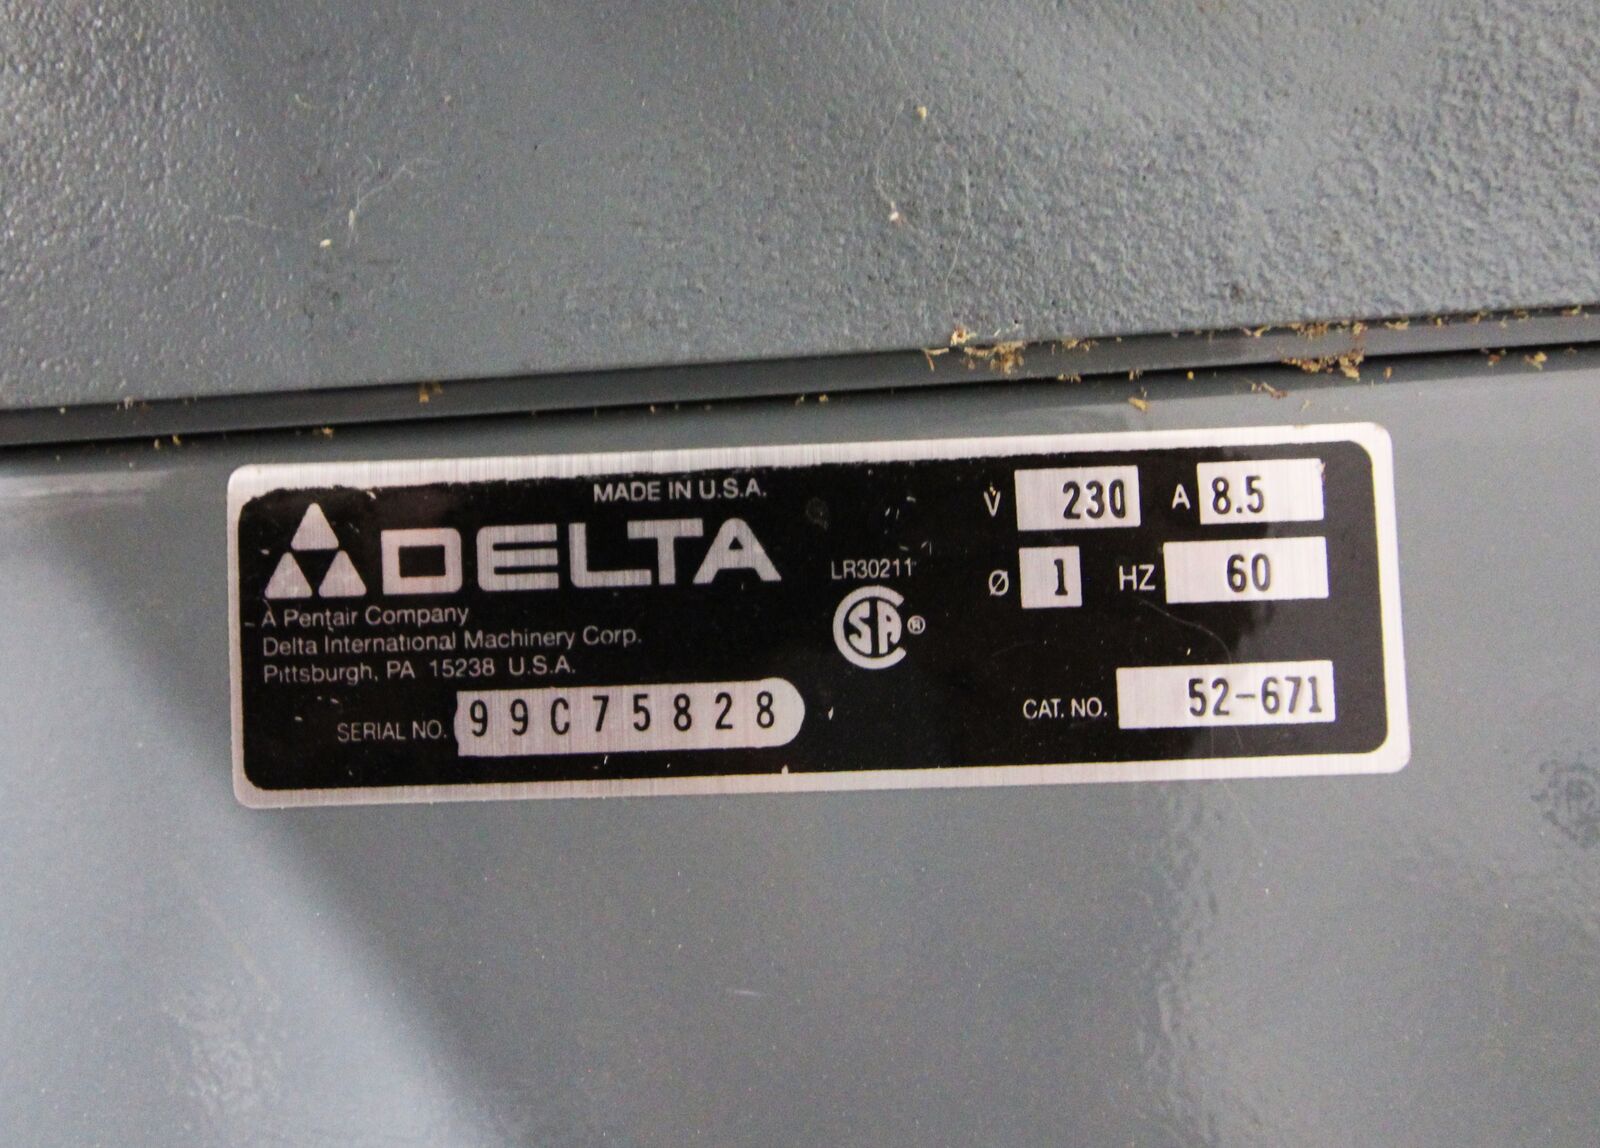 MADE IN U.S.A.
DELTA
A Pentair Company
Delta International Machinery Corp.
Pittsburgh, PA 15238 U.S.A.
SERIAL NO. 99C75828
LR30211
SA®
V 230 A 8.5
Ø 1 HZ 60
CAT. NO. 52-671